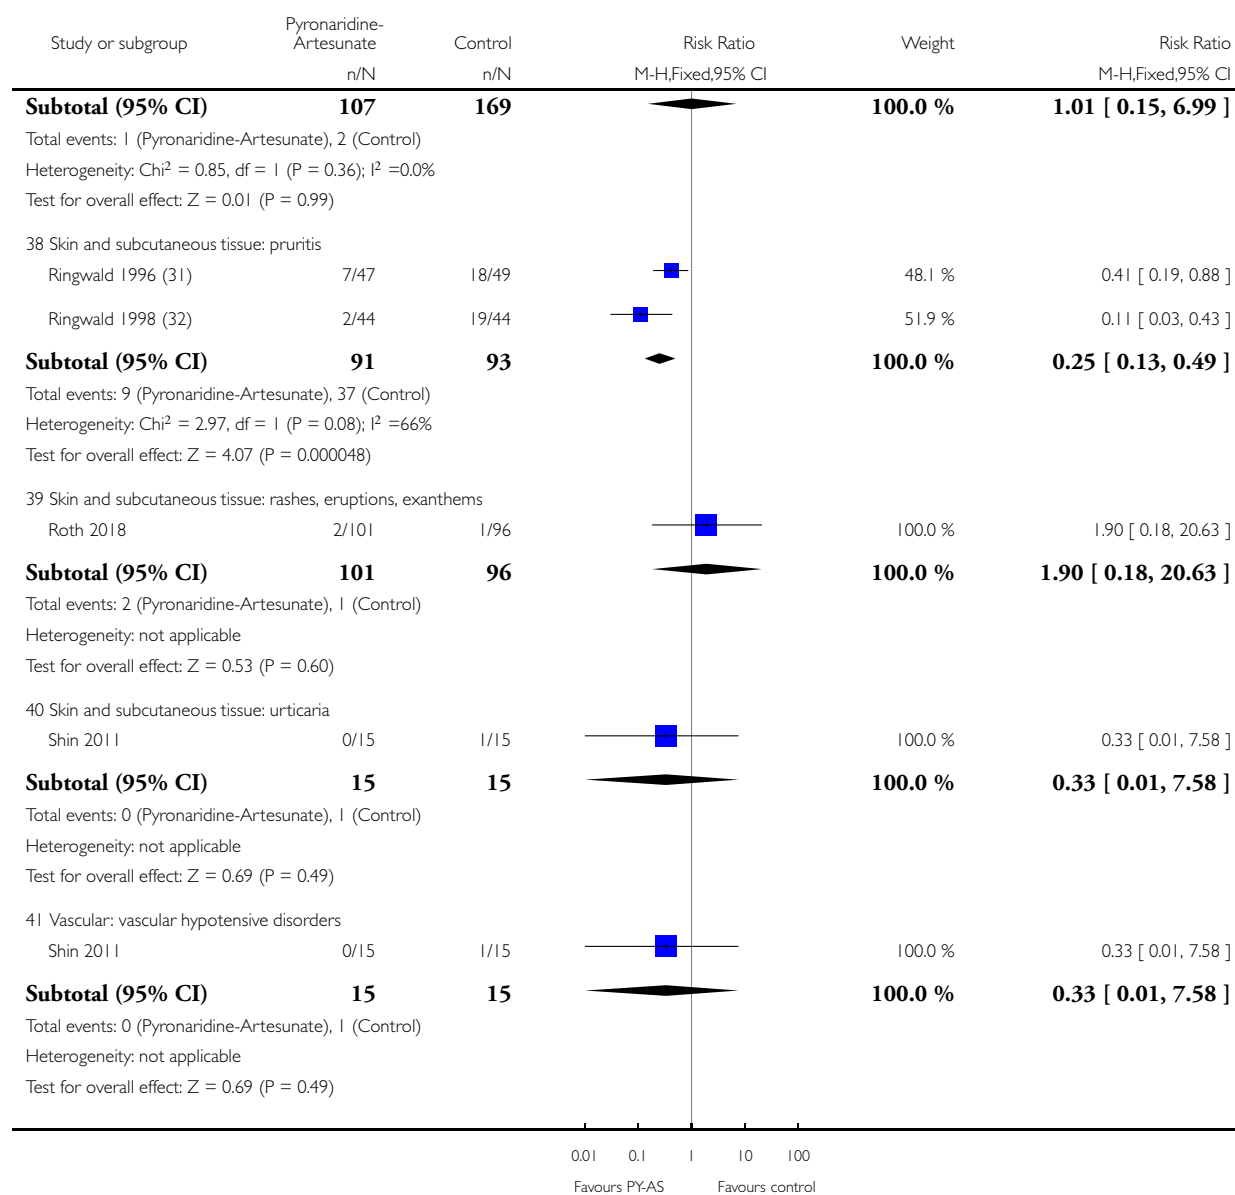 Study or subgroup Pyronaridine-Artesunate Control Risk Ratio Weight Risk Ratio
n/N n/N M-H,Fixed,95% CI M-H,Fixed,95% CI
Subtotal (95% CI) 107 169 100.0 % 1.01 [ 0.15, 6.99 ]
Total events: 1 (Pyronaridine-Artesunate), 2 (Control)
Heterogeneity: Chi² = 0.85, df = 1 (P = 0.36); I² =0.0%
Test for overall effect: Z = 0.01 (P = 0.99)
38 Skin and subcutaneous tissue: pruritis
Ringwald 1996 (31) 7/47 18/49 48.1 % 0.41 [ 0.19, 0.88 ]
Ringwald 1998 (32) 2/44 19/44 51.9 % 0.11 [ 0.03, 0.43 ]
Subtotal (95% CI) 91 93 100.0 % 0.25 [ 0.13, 0.49 ]
Total events: 9 (Pyronaridine-Artesunate), 37 (Control)
Heterogeneity: Chi² = 2.97, df = 1 (P = 0.08); I² =66%
Test for overall effect: Z = 4.07 (P = 0.000048)
39 Skin and subcutaneous tissue: rashes, eruptions, exanthems
Roth 2018 2/101 1/96 100.0 % 1.90 [ 0.18, 20.63 ]
Subtotal (95% CI) 101 96 100.0 % 1.90 [ 0.18, 20.63 ]
Total events: 2 (Pyronaridine-Artesunate), 1 (Control)
Heterogeneity: not applicable
Test for overall effect: Z = 0.53 (P = 0.60)
40 Skin and subcutaneous tissue: urticaria
Shin 2011 0/15 1/15 100.0 % 0.33 [ 0.01, 7.58 ]
Subtotal (95% CI) 15 15 100.0 % 0.33 [ 0.01, 7.58 ]
Total events: 0 (Pyronaridine-Artesunate), 1 (Control)
Heterogeneity: not applicable
Test for overall effect: Z = 0.69 (P = 0.49)
41 Vascular: vascular hypotensive disorders
Shin 2011 0/15 1/15 100.0 % 0.33 [ 0.01, 7.58 ]
Subtotal (95% CI) 15 15 100.0 % 0.33 [ 0.01, 7.58 ]
Total events: 0 (Pyronaridine-Artesunate), 1 (Control)
Heterogeneity: not applicable
Test for overall effect: Z = 0.69 (P = 0.49)
0.01 0.1 1 10 100
Favours PY-AS Favours control